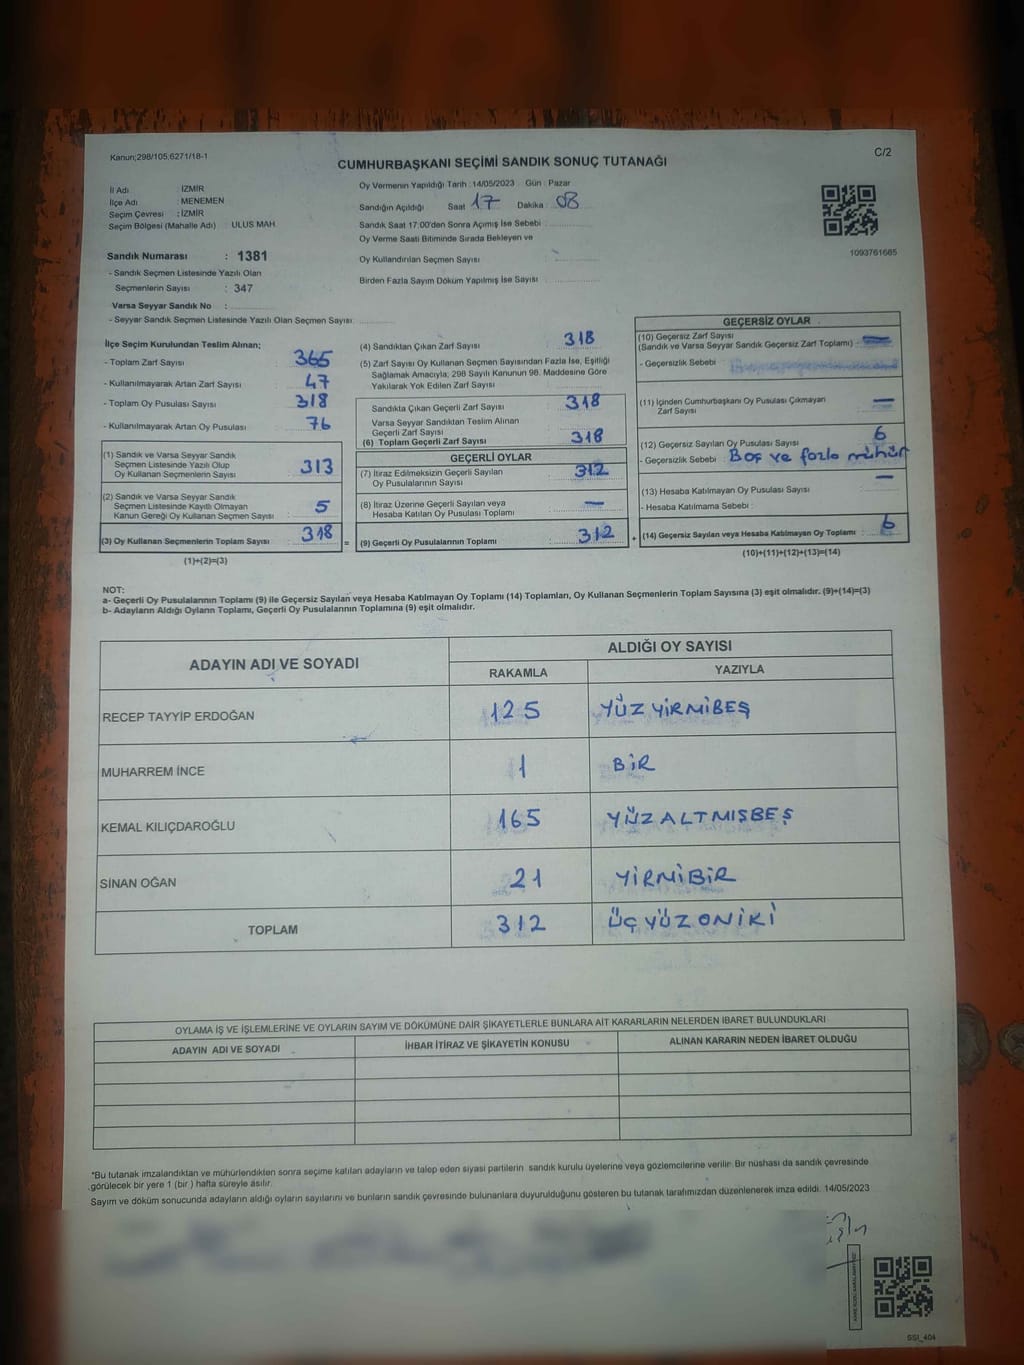 Kanun;298/105,6271/18-1
C/2
CUMHURBAŞKANI SEÇİMİ SANDIK SONUÇ TUTANAĞI
İl Adı : İZMİR
İlçe Adı : MENEMEN
Seçim Çevresi : İZMİR
Seçim Bölgesi (Mahalle Adı) : ULUS MAH.
Sandık Numarası : 1381
- Sandık Seçmen Listesinde Yazılı Olan
Seçmenlerin Sayısı : 347
Varsa Seyyar Sandık No :
- Seyyar Sandık Seçmen Listesinde Yazılı Olan Seçmen Sayısı:
Oy Vermenin Yapıldığı Tarih : 14/05/2023 Gün : Pazar
Sandığın Açıldığı Saat 17 Dakika 08
Sandık Saat 17:00'dan Sonra Açımış İse Sebebi
Oy Verme Saati Bitiminde Sırada Bekleyen ve
Oy Kullandırılan Seçmen Sayısı
Birden Fazla Sayım Döküm Yapılmış İse Sayısı
1093761665
İlçe Seçim Kurulundan Teslim Alınan;
- Toplam Zarf Sayısı : 365
- Kullanılmayarak Artan Zarf Sayısı : 47
- Toplam Oy Pusulası Sayısı : 318
- Kullanılmayarak Artan Oy Pusulası : 76
(1) Sandık ve Varsa Seyyar Sandık
Seçmen Listesinde Yazılı Olup
Oy Kullanan Seçmenlerin Sayısı : 313
(2) Sandık ve Varsa Seyyar Sandık
Seçmen Listesinde Kayıtlı Olmayan
Kanun Gereği Oy Kullanan Seçmen Sayısı : 5
(3) Oy Kullanan Seçmenlerin Toplam Sayısı : 318
(1)+(2)=(3)
(4) Sandıktan Çıkan Zarf Sayısı : 318
(5) Zarf Sayısı Oy Kullanan Seçmen Sayısından Fazla İse, Eşitliği
Sağlamak Amacıyla; 298 Sayılı Kanunun 98. Maddesine Göre
Yakılarak Yok Edilen Zarf Sayısı
Sandıkta Çıkan Geçerli Zarf Sayısı : 318
Varsa Seyyar Sandıktan Teslim Alınan
Geçerli Zarf Sayısı
(6) Toplam Geçerli Zarf Sayısı : 318
GEÇERLİ OYLAR
(7) İtiraz Edilmeksizin Geçerli Sayılan
Oy Pusulalarının Sayısı : 312
(8) İtiraz Üzerine Geçerli Sayılan veya
Hesaba Katılan Oy Pusulası Toplamı : —
= (9) Geçerli Oy Pusulalarının Toplamı : 312
GEÇERSİZ OYLAR
(10) Geçersiz Zarf Sayısı
(Sandık ve Varsa Seyyar Sandık Geçersiz Zarf Toplamı) : —
- Geçersizlik Sebebi :
(11) İçinden Cumhurbaşkanı Oy Pusulası Çıkmayan
Zarf Sayısı : —
(12) Geçersiz Sayılan Oy Pusulası Sayısı : 6
- Geçersizlik Sebebi : Boş ve fazla mühür
(13) Hesaba Katılmayan Oy Pusulası Sayısı : —
- Hesaba Katılmama Sebebi :
+ (14) Geçersiz Sayılan veya Hesaba Katılmayan Oy Toplamı : 6
(10)+(11)+(12)+(13)=(14)
NOT:
a- Geçerli Oy Pusulalarının Toplamı (9) ile Geçersiz Sayılan veya Hesaba Katılmayan Oy Toplamı (14) Toplamları, Oy Kullanan Seçmenlerin Toplam Sayısına (3) eşit olmalıdır. (9)+(14)=(3)
b- Adayların Aldığı Oyların Toplamı, Geçerli Oy Pusulalarının Toplamına (9) eşit olmalıdır.
ADAYIN ADI VE SOYADI
ALDIĞI OY SAYISI
RAKAMLA YAZIYLA
RECEP TAYYİP ERDOĞAN 125 YÜZ YİRMİBEŞ
MUHARREM İNCE 1 BİR
KEMAL KILIÇDAROĞLU 165 YÜZ ALTMIŞBEŞ
SİNAN OĞAN 21 YİRMİBİR
TOPLAM 312 ÜÇ YÜZ ONİKİ
OYLAMA İŞ VE İŞLEMLERİNE VE OYLARIN SAYIM VE DÖKÜMÜNE DAİR ŞİKAYETLERLE BUNLARA AİT KARARLARIN NELERDEN İBARET BULUNDUKLARI
ADAYIN ADI VE SOYADI İHBAR İTİRAZ VE ŞİKAYETİN KONUSU ALINAN KARARIN NEDEN İBARET OLDUĞU
*Bu tutanak imzalandıktan ve mühürlendikten sonra seçime katılan adayların ve talep eden siyasi partilerin sandık kurulu üyelerine veya gözlemcilerine verilir. Bir nüshası da sandık çevresinde
görülecek bir yere 1 (bir ) hafta süreyle asılır.
Sayım ve döküm sonucunda adayların aldığı oyların sayılarını ve bunların sandık çevresinde bulunanlara duyurulduğunu gösteren bu tutanak tarafımızdan düzenlenerek imza edildi. 14/05/2023
SSI_404